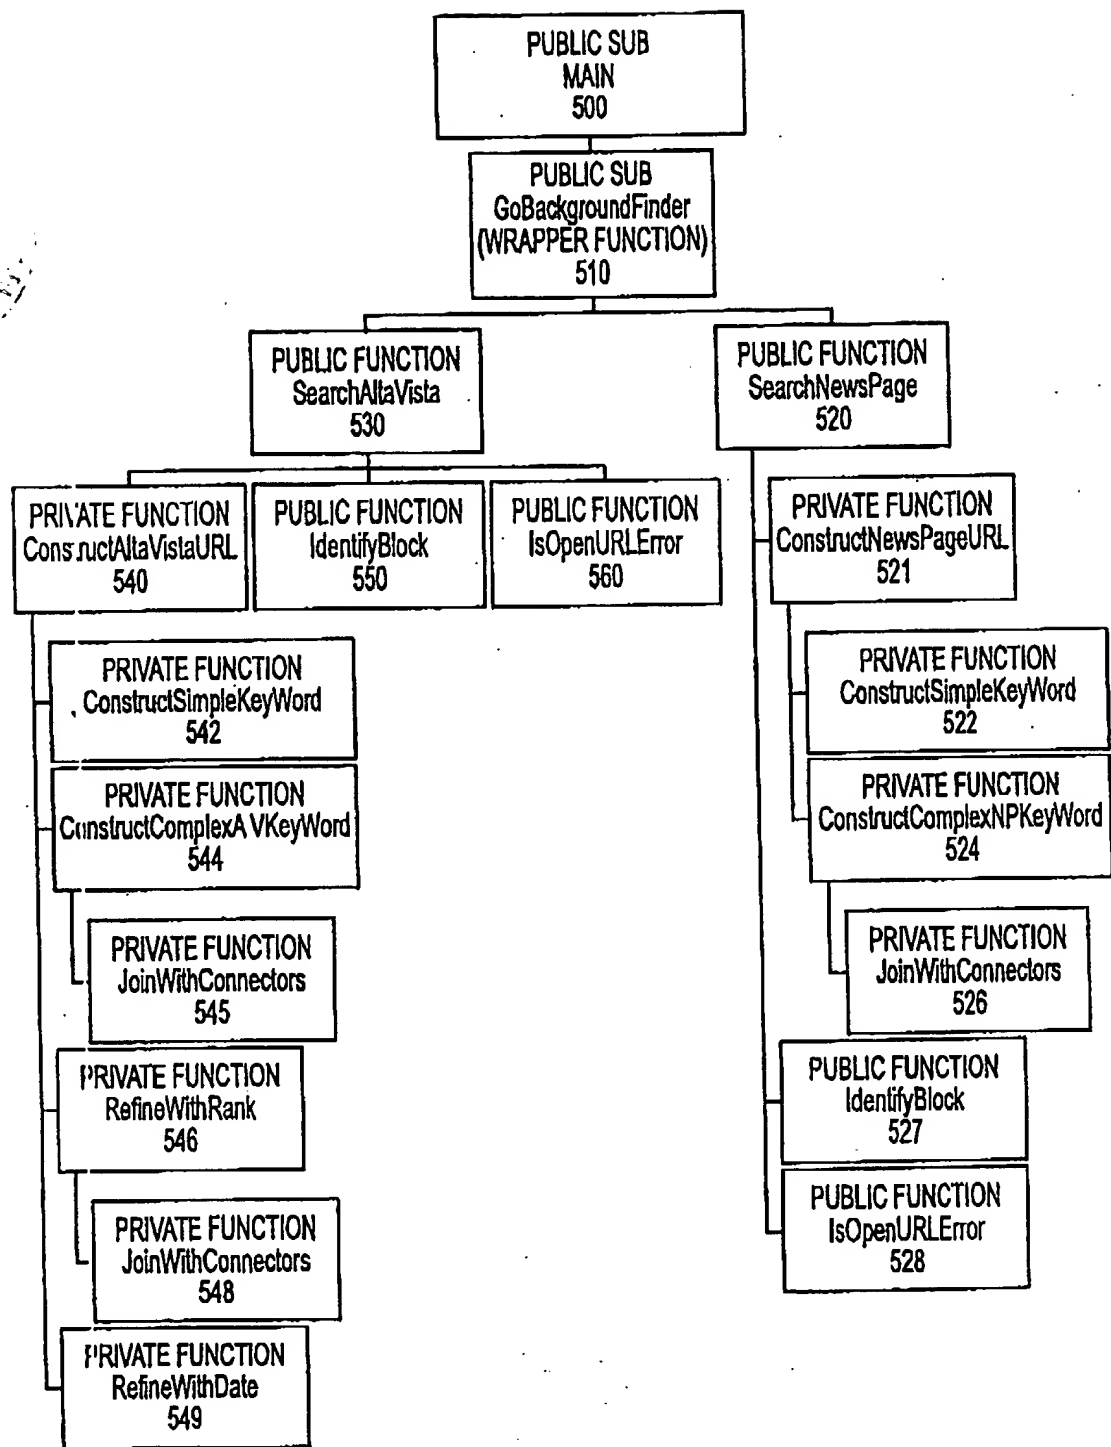 PUBLIC SUB
MAIN
500
PUBLIC SUB
GoBackgroundFinder
(WRAPPER FUNCTION)
510
PUBLIC FUNCTION
SearchAltaVista
530
PUBLIC FUNCTION
SearchNewsPage
520
PRIVATE FUNCTION
ConstructAltaVistaURL
540
PUBLIC FUNCTION
IdentifyBlock
550
PUBLIC FUNCTION
IsOpenURLError
560
PRIVATE FUNCTION
ConstructNewsPageURL
521
PRIVATE FUNCTION
ConstructSimpleKeyWord
542
PRIVATE FUNCTION
ConstructComplexAVKeyWord
544
PRIVATE FUNCTION
JoinWithConnectors
545
PRIVATE FUNCTION
RefineWithRank
546
PRIVATE FUNCTION
JoinWithConnectors
548
PRIVATE FUNCTION
RefineWithDate
549
PRIVATE FUNCTION
ConstructSimpleKeyWord
522
PRIVATE FUNCTION
ConstructComplexNPKeyWord
524
PRIVATE FUNCTION
JoinWithConnectors
526
PUBLIC FUNCTION
IdentifyBlock
527
PUBLIC FUNCTION
IsOpenURLError
528